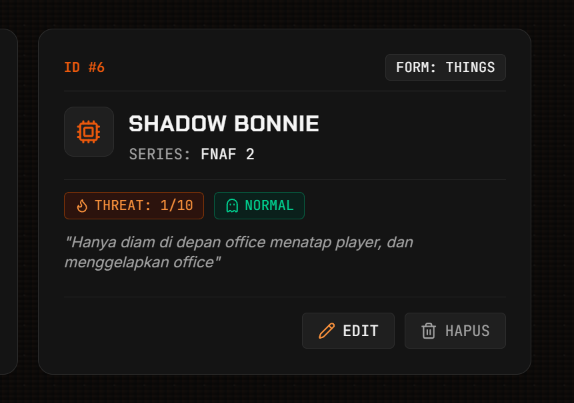 ID #6
FORM: THINGS
SHADOW BONNIE
SERIES: FNAF 2
THREAT: 1/10
NORMAL
"Hanya diam di depan office menatap player, dan
menggelapkan office"
EDIT
HAPUS